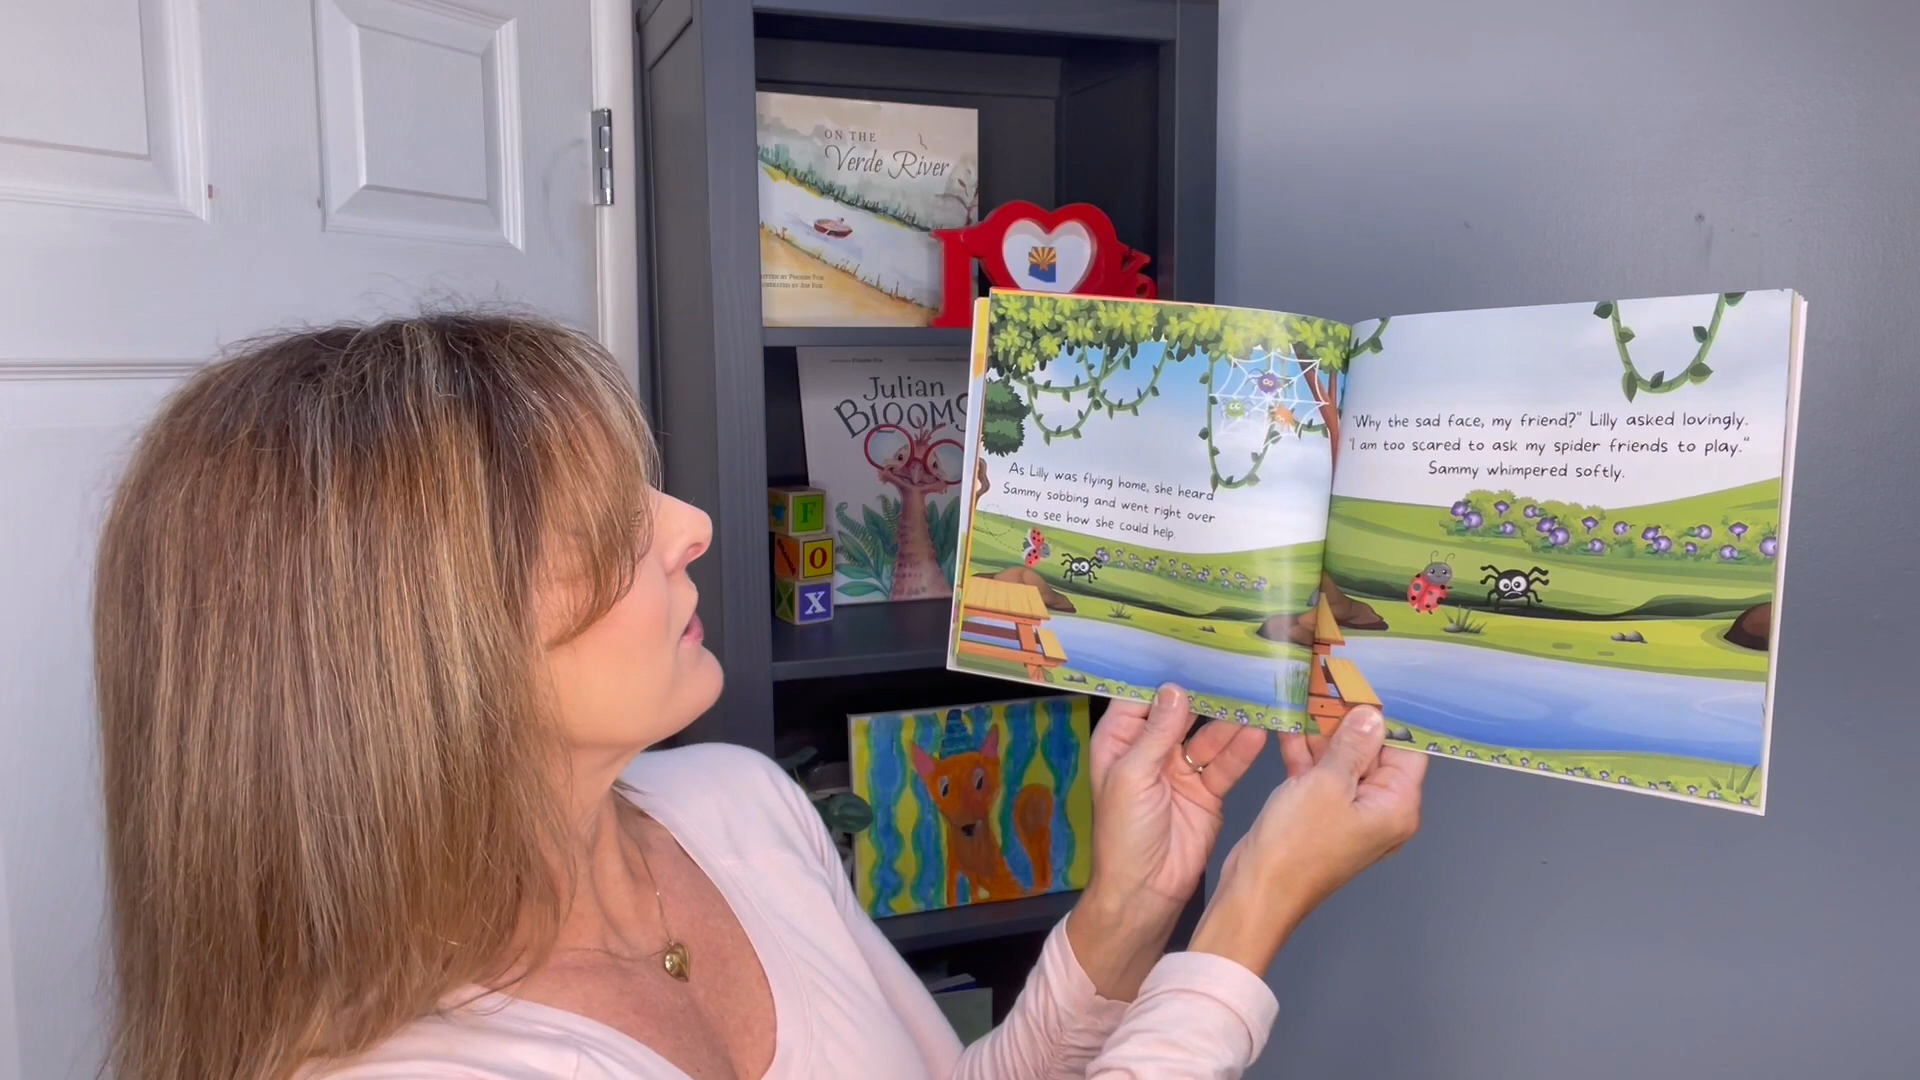 ON THE
Verde River
Julian
BLOOMS
F
O
X
I
As Lilly was flying home, she heard
Sammy sobbing and went right over
to see how she could help.
"Why the sad face, my friend?" Lilly asked lovingly.
"I am too scared to ask my spider friends to play."
Sammy whimpered softly.